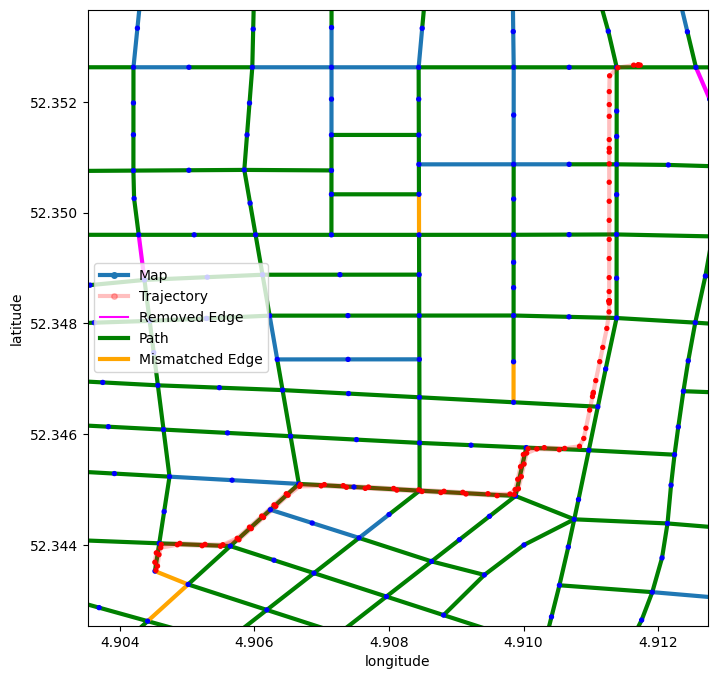 52.352
52.350
52.348
52.346
52.344
latitude
Map
Trajectory
Removed Edge
Path
Mismatched Edge
4.904
4.906
4.908
4.910
4.912
longitude